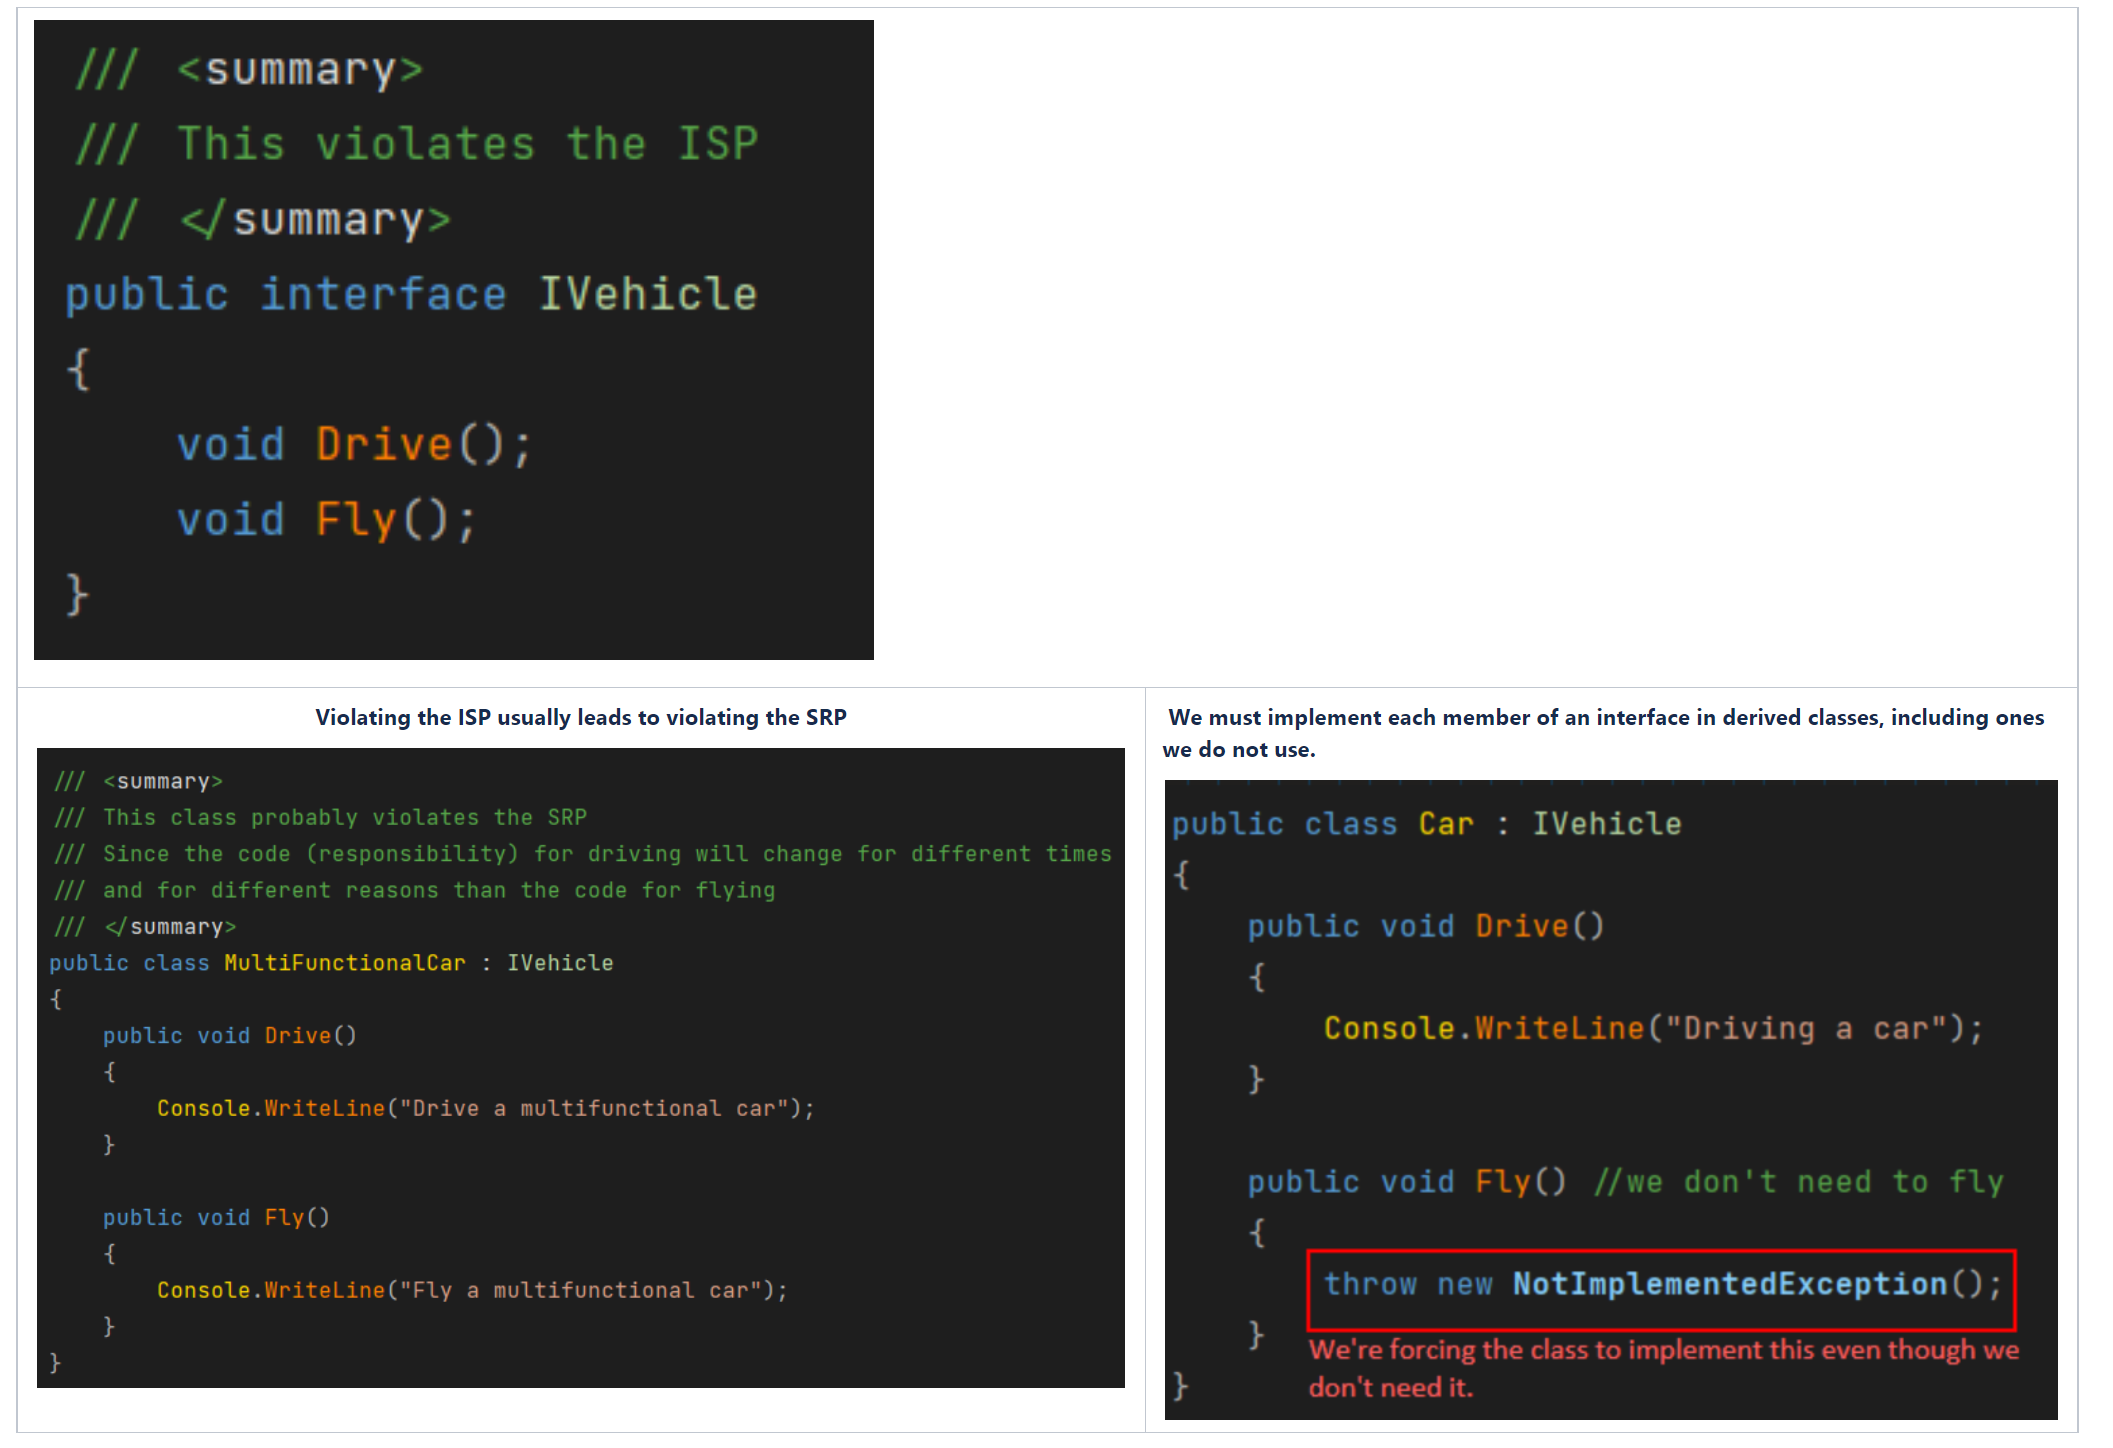 /// <summary>
/// This violates the ISP
/// </summary>
public interface IVehicle
{
    void Drive();
    void Fly();
}
Violating the ISP usually leads to violating the SRP
/// <summary>
/// This class probably violates the SRP
/// Since the code (responsibility) for driving will change for different times
/// and for different reasons than the code for flying
/// </summary>
public class MultiFunctionalCar : IVehicle
{
    public void Drive()
    {
        Console.WriteLine("Drive a multifunctional car");
    }

    public void Fly()
    {
        Console.WriteLine("Fly a multifunctional car");
    }
}
We must implement each member of an interface in derived classes, including ones
we do not use.
public class Car : IVehicle
{
    public void Drive()
    {
        Console.WriteLine("Driving a car");
    }

    public void Fly() //we don't need to fly
    {
        throw new NotImplementedException();
    }
We're forcing the class to implement this even though we
don't need it.
}